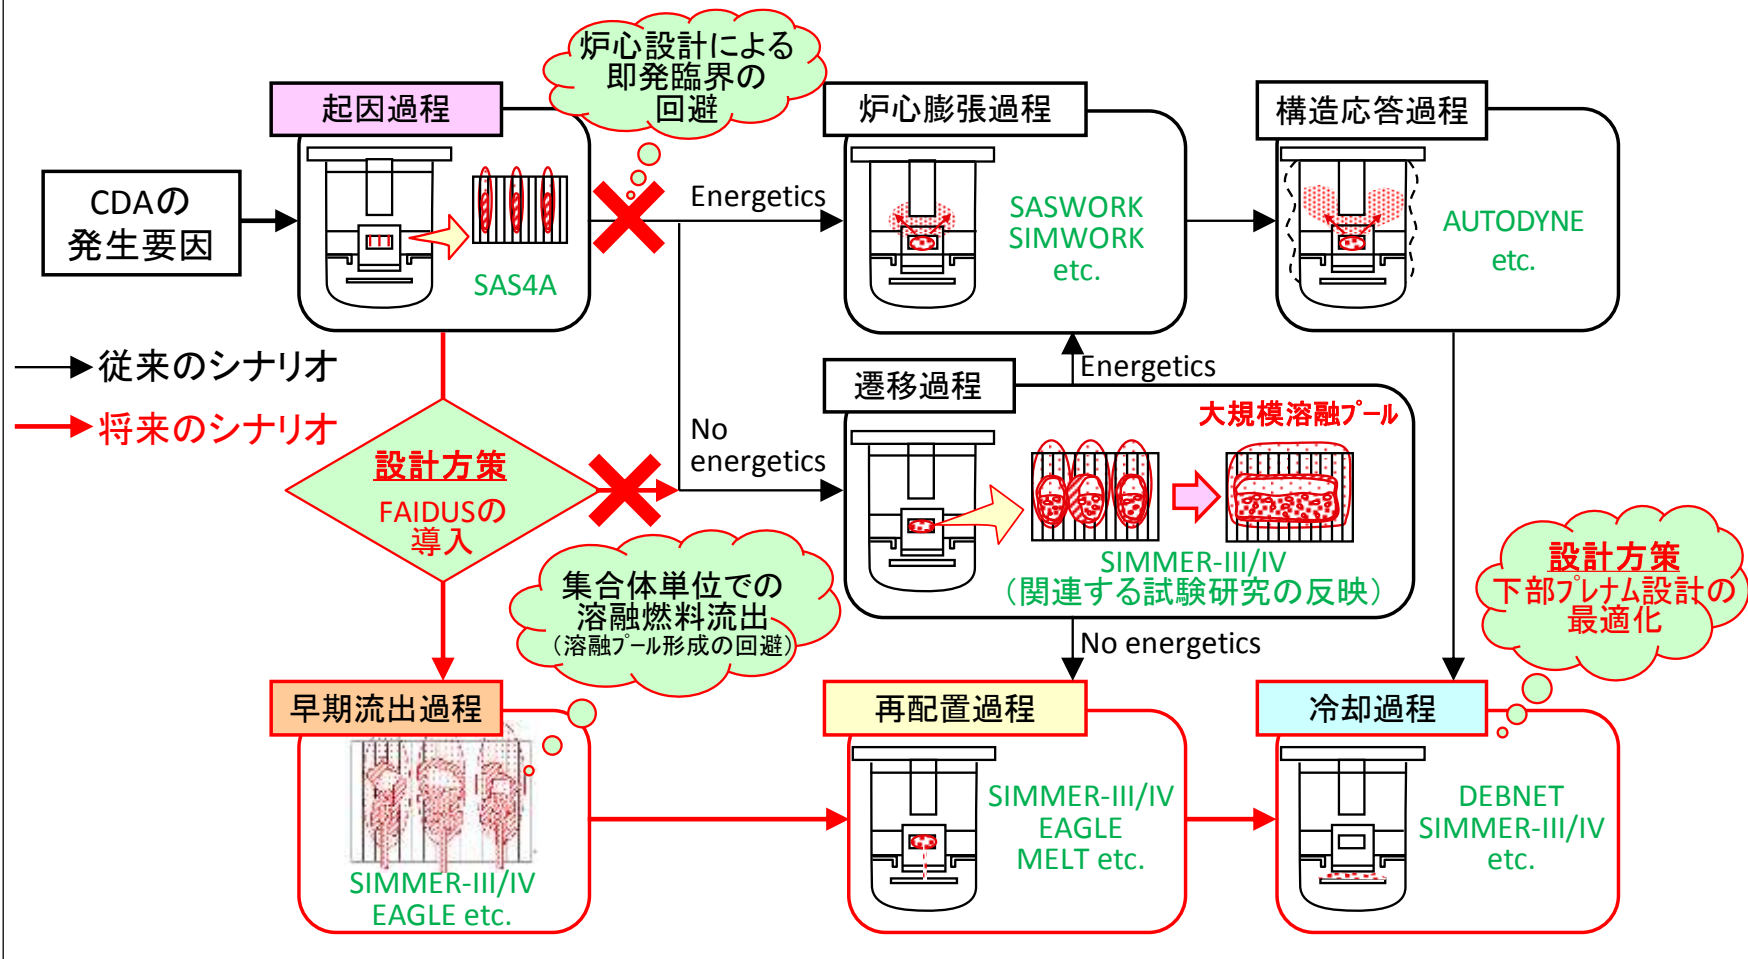 炉心設計による
即発臨界の
回避
起因過程
炉心膨張過程
構造応答過程
CDAの
発生要因
SAS4A
Energetics
SASWORK
SIMWORK
etc.
AUTODYNE
etc.
従来のシナリオ
将来のシナリオ
Energetics
遷移過程
大規模溶融ﾌﾟｰﾙ
No
energetics
設計方策
FAIDUSの
導入
SIMMER-III/IV
（関連する試験研究の反映）
集合体単位での
溶融燃料流出
（溶融ﾌﾟｰﾙ形成の回避）
No energetics
設計方策
下部ﾌﾟﾚﾅﾑ設計の
最適化
早期流出過程
再配置過程
冷却過程
SIMMER-III/IV
EAGLE etc.
SIMMER-III/IV
EAGLE
MELT etc.
DEBNET
SIMMER-III/IV
etc.